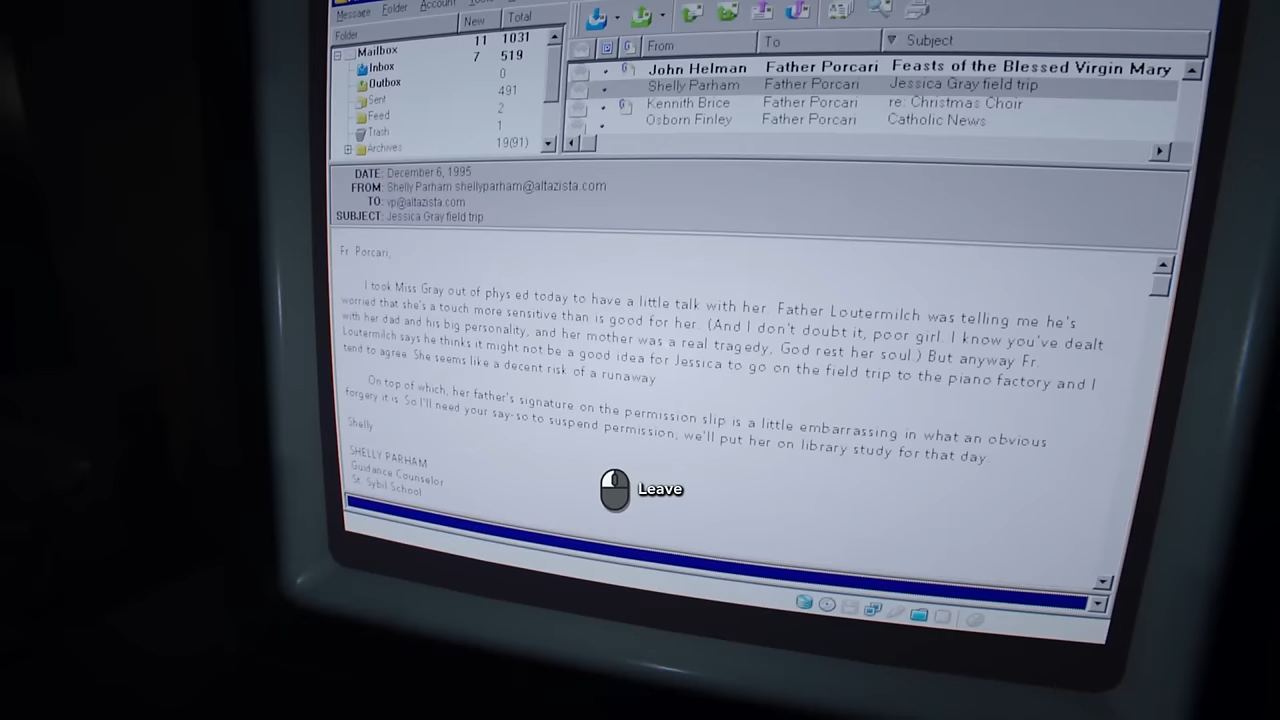 Message Folder Account
Folder New Total
Mailbox 11 1031
Inbox 7 519
Outbox 0
Sent 491
Feed 2
Trash 1
Archives 19(91)
From To Subject
John Helman Father Porcari Feasts of the Blessed Virgin Mary
Shelly Parham Father Porcari Jessica Gray field trip
Kennith Brice Father Porcari re: Christmas Choir
Osborn Finley Father Porcari Catholic News
DATE: December 6, 1995
FROM: Shelly Parham shellyparham@altazista.com
TO: vp@altazista.com
SUBJECT: Jessica Gray field trip
Fr. Porcari,
I took Miss Gray out of phys ed today to have a little talk with her. Father Loutermilch was telling me he's
worried that she's a touch more sensitive than is good for her. (And I don't doubt it, poor girl. I know you've dealt
with her dad and his big personality, and her mother was a real tragedy, God rest her soul.) But anyway Fr.
Loutermilch says he thinks it might not be a good idea for Jessica to go on the field trip to the piano factory and I
tend to agree. She seems like a decent risk of a runaway
On top of which, her father's signature on the permission slip is a little embarrassing in what an obvious
forgery it is. So I'll need your say-so to suspend permission, we'll put her on library study for that day
Shelly
SHELLY PARHAM
Guidance Counselor
St. Sybil School
Leave